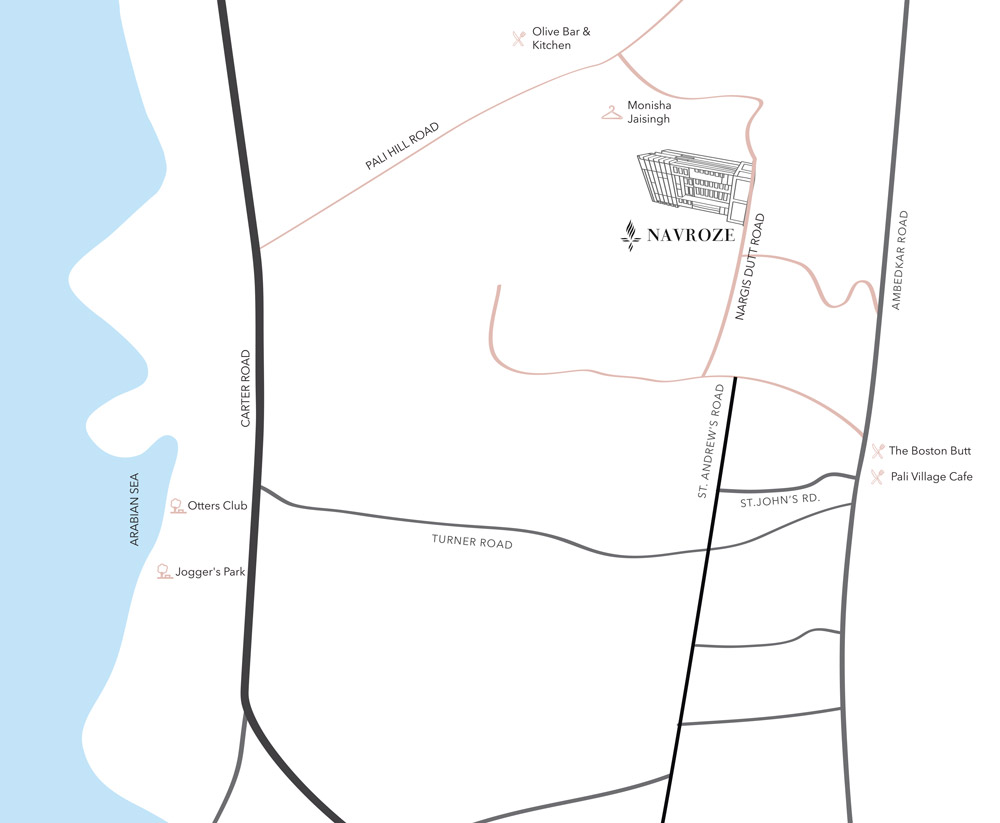 Olive Bar &
Kitchen
Monisha
Jaisingh
PALI HILL ROAD
NAVROZE
NARGIS DUTT ROAD
AMBEDKAR ROAD
CARTER ROAD
ST. ANDREW'S ROAD
The Boston Butt
Pali Village Cafe
ARABIAN SEA
Otters Club
ST.JOHN'S RD.
TURNER ROAD
Jogger's Park